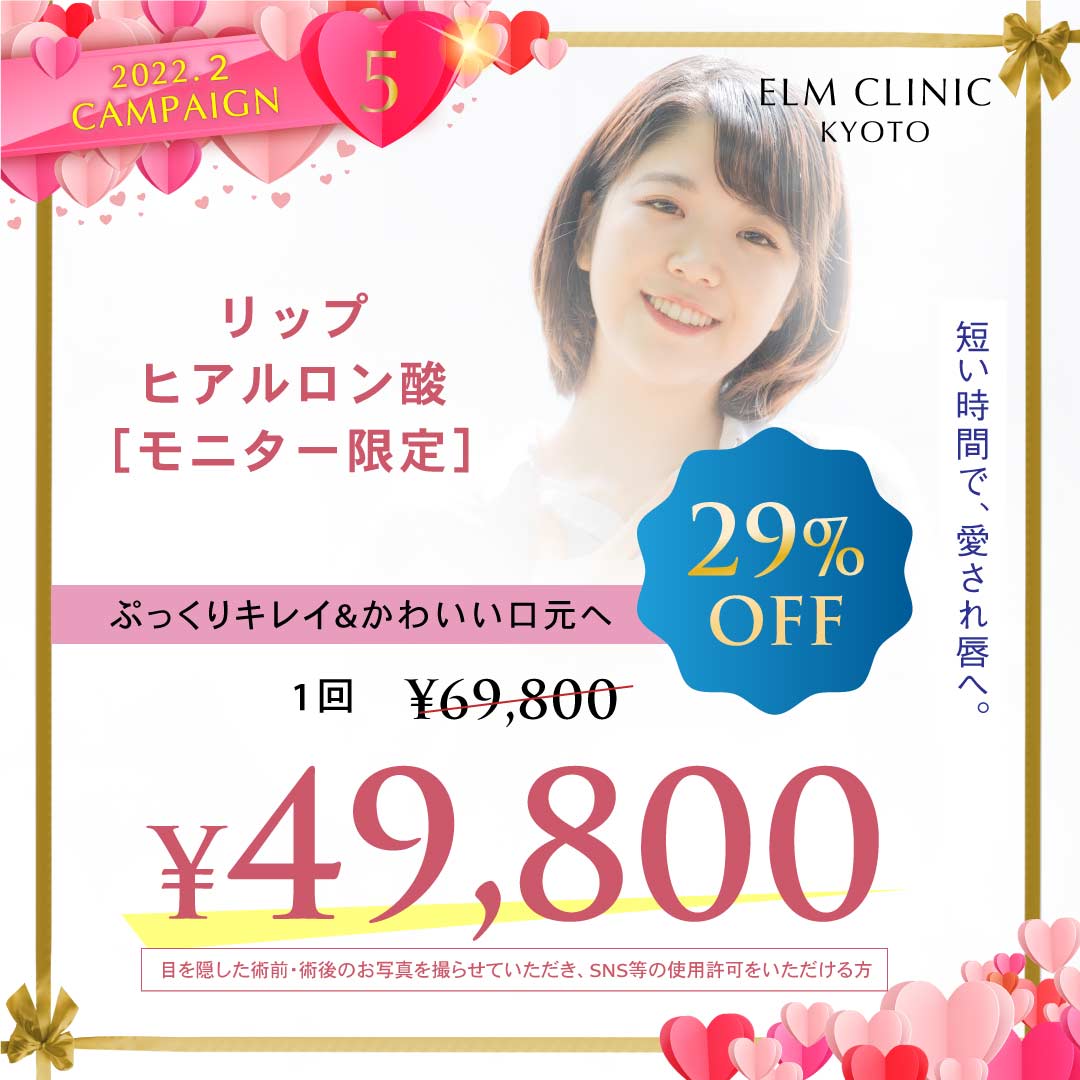 2022.2
CAMPAIGN
5
ELM CLINIC
KYOTO
リップ
ヒアルロン酸
[モニター限定]
短い時間で、愛され唇へ。
29%
OFF
ぷっくりキレイ&かわいい口元へ
1回 ¥69,800
¥49,800
目を隠した術前・術後のお写真を撮らせていただき、SNS等の使用許可をいただける方